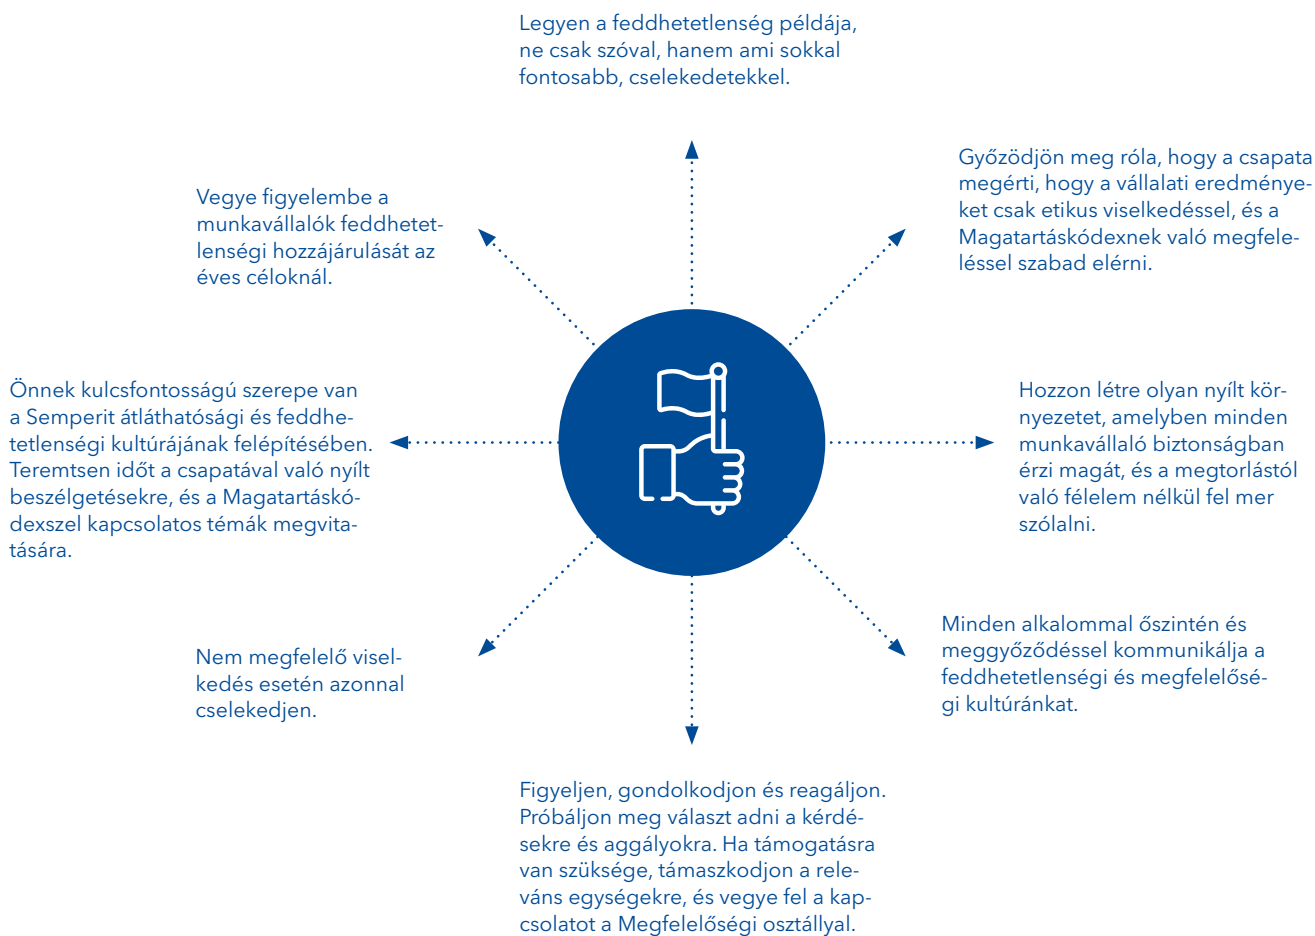 Legyen a feddhetetlenség példája,
ne csak szóval, hanem ami sokkal
fontosabb, cselekedetekkel.
Győződjön meg róla, hogy a csapata
megérti, hogy a vállalati eredménye-
ket csak etikus viselkedéssel, és a
Magatartáskódexnek való megfele-
léssel szabad elérni.
Hozzon létre olyan nyílt kör-
nyezetet, amelyben minden
munkavállaló biztonságban
érzi magát, és a megtorlástól
való félelem nélkül fel mer
szólalni.
Minden alkalommal őszintén és
meggyőződéssel kommunikálja a
feddhetetlenségi és megfelelősé-
gi kultúránkat.
Figyeljen, gondolkodjon és reagáljon.
Próbáljon meg választ adni a kérdé-
sekre és aggályokra. Ha támogatásra
van szüksége, támaszkodjon a rele-
váns egységekre, és vegye fel a kap-
csolatot a Megfelelőségi osztállyal.
Nem megfelelő visel-
kedés esetén azonnal
cselekedjen.
Önnek kulcsfontosságú szerepe van
a Semperit átláthatósági és feddhe-
tetlenségi kultúrájának felépítésében.
Teremtsen időt a csapatával való nyílt
beszélgetésekre, és a Magatartáskó-
dexszel kapcsolatos témák megvita-
tására.
Vegye figyelembe a
munkavállalók feddhetet-
lenségi hozzájárulását az
éves céloknál.